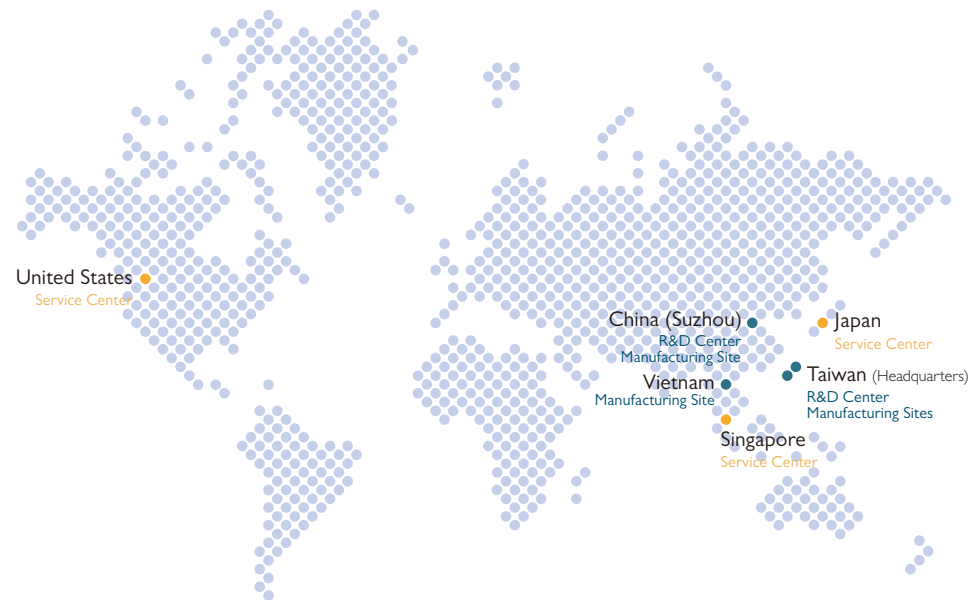 United States
Service Center
China (Suzhou)
R&D Center
Manufacturing Site
Japan
Service Center
Taiwan (Headquarters)
R&D Center
Manufacturing Sites
Vietnam
Manufacturing Site
Singapore
Service Center